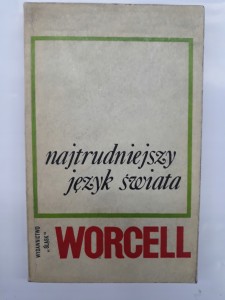 najtrudniejszy
język świata
WYDAWNICTWO
„ŚLĄSK”
WORCELL